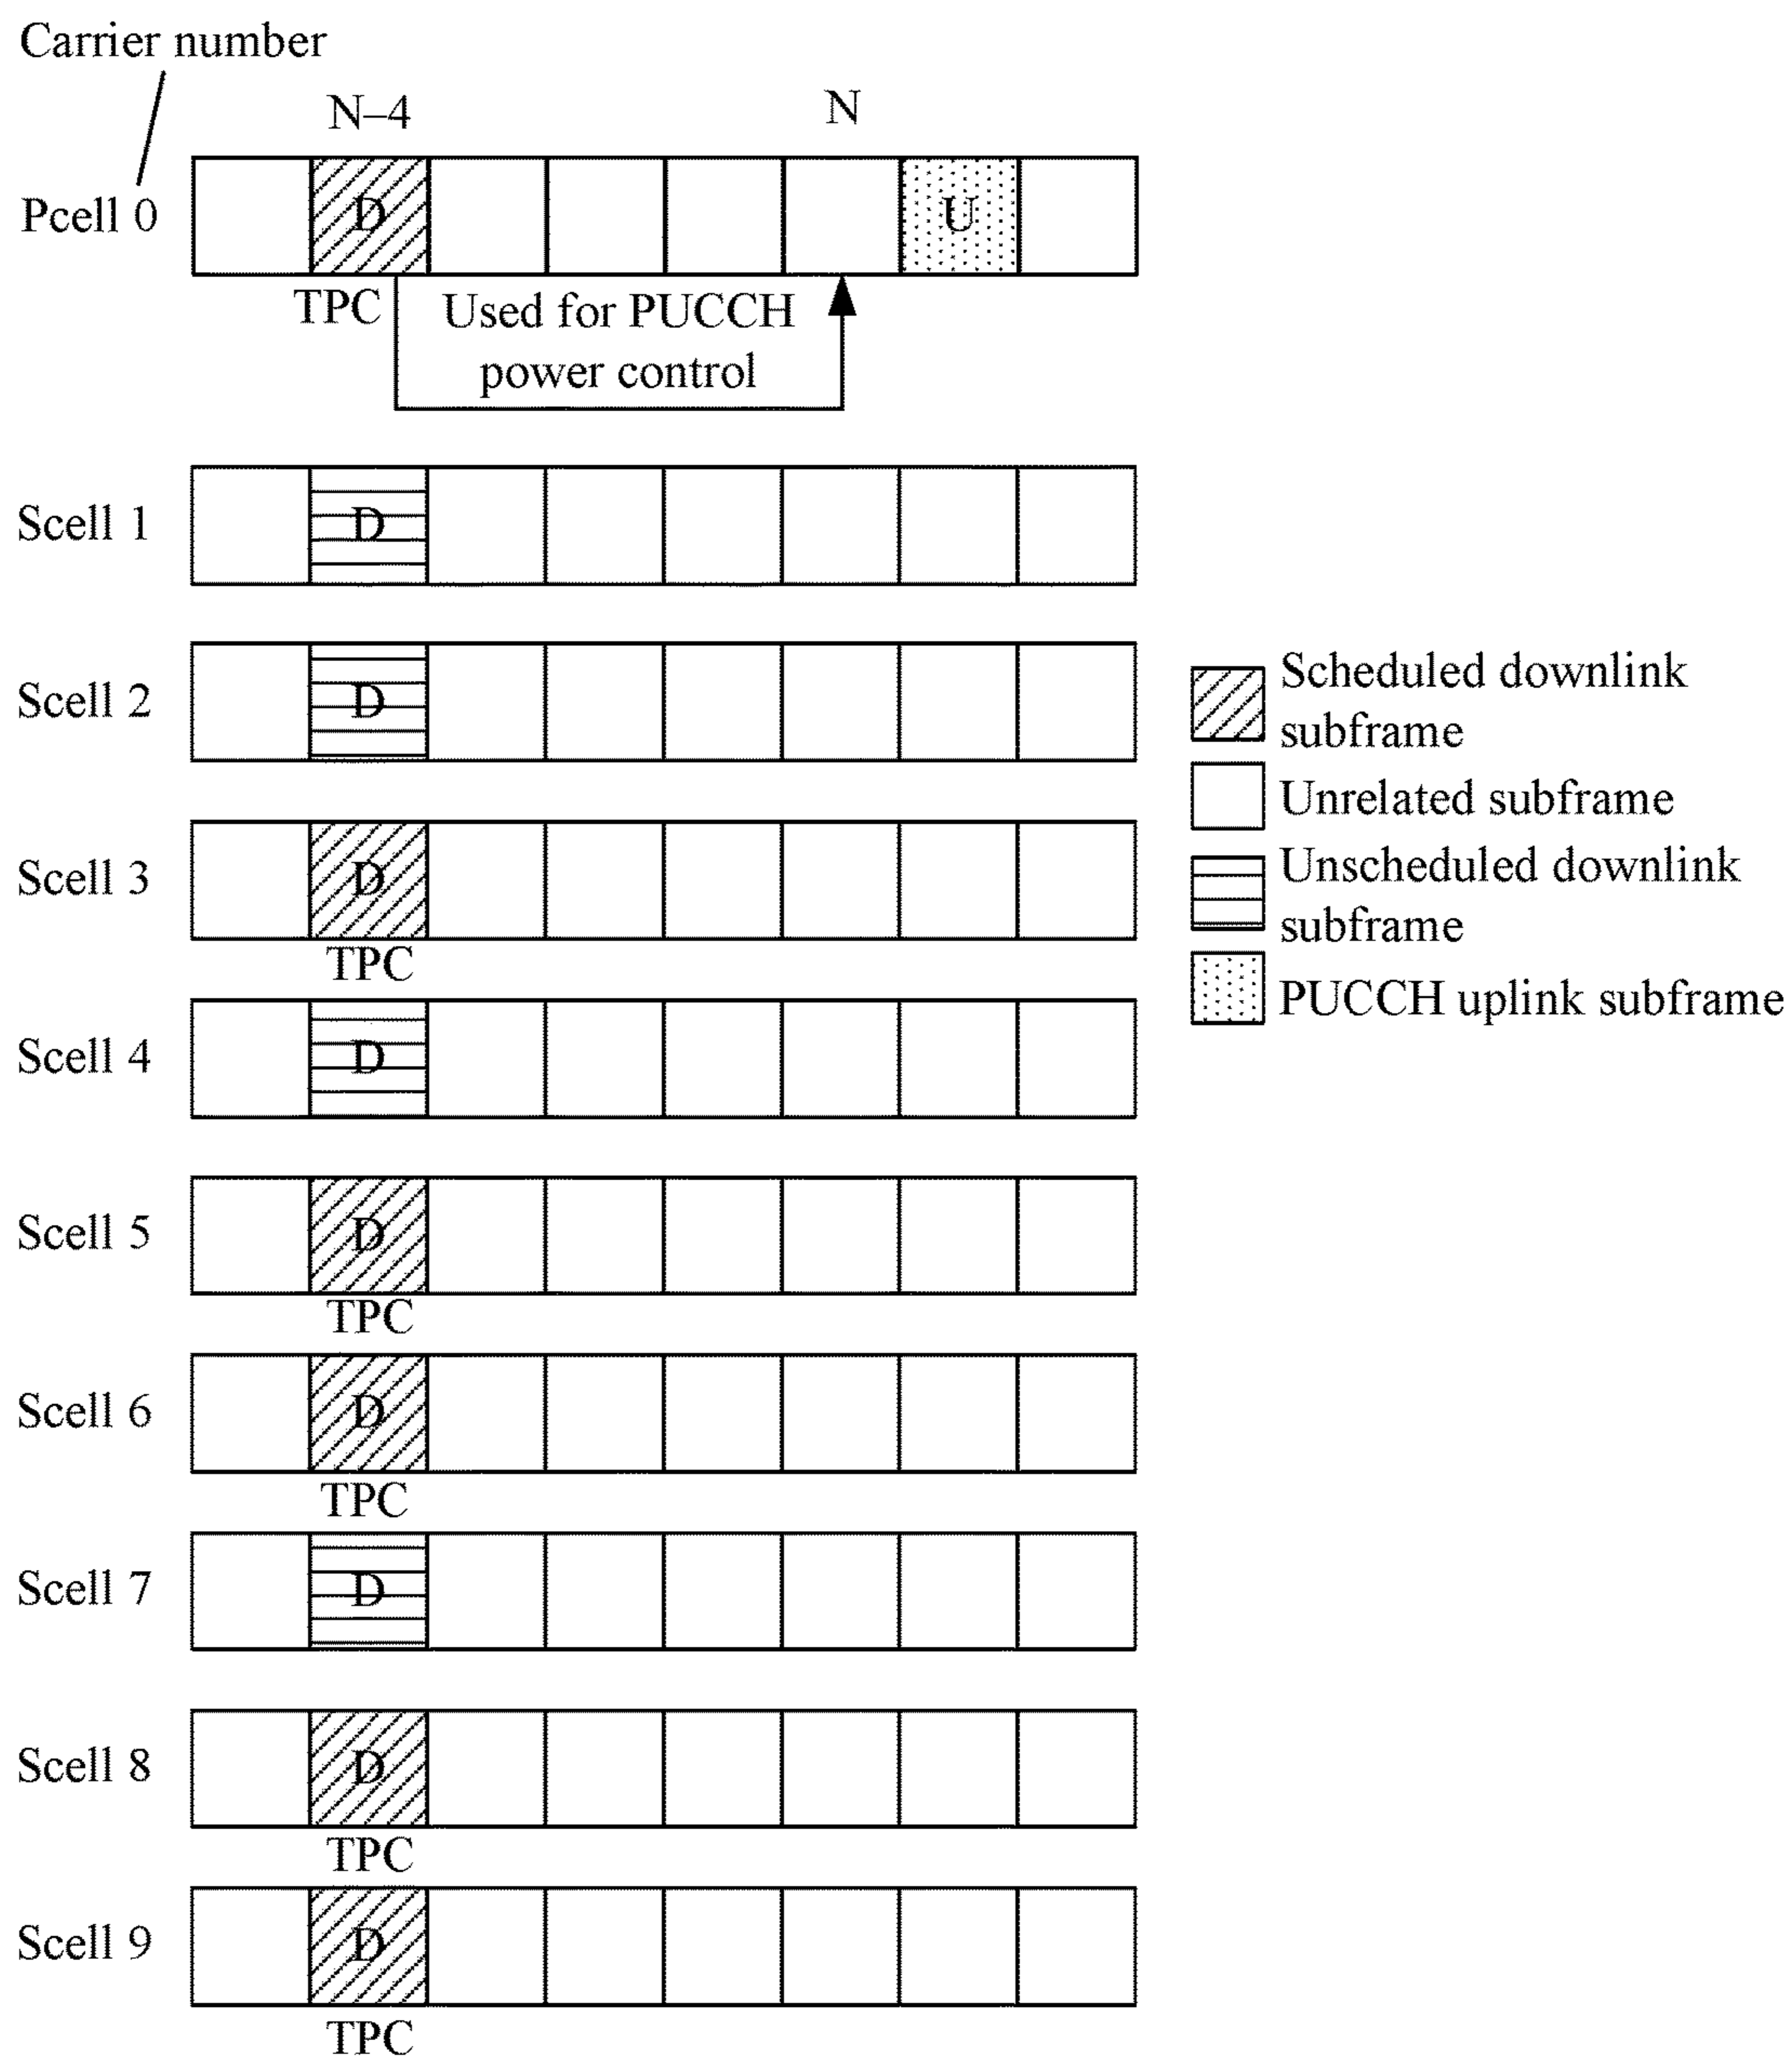 Carrier number
N–4
N
Pcell 0
D
U
TPC
Used for PUCCH
power control
Scell 1
D
Scell 2
D
Scheduled downlink
subframe
Unrelated subframe
Scell 3
D
TPC
Unscheduled downlink
subframe
PUCCH uplink subframe
Scell 4
D
Scell 5
D
TPC
Scell 6
D
TPC
Scell 7
D
Scell 8
D
TPC
Scell 9
D
TPC